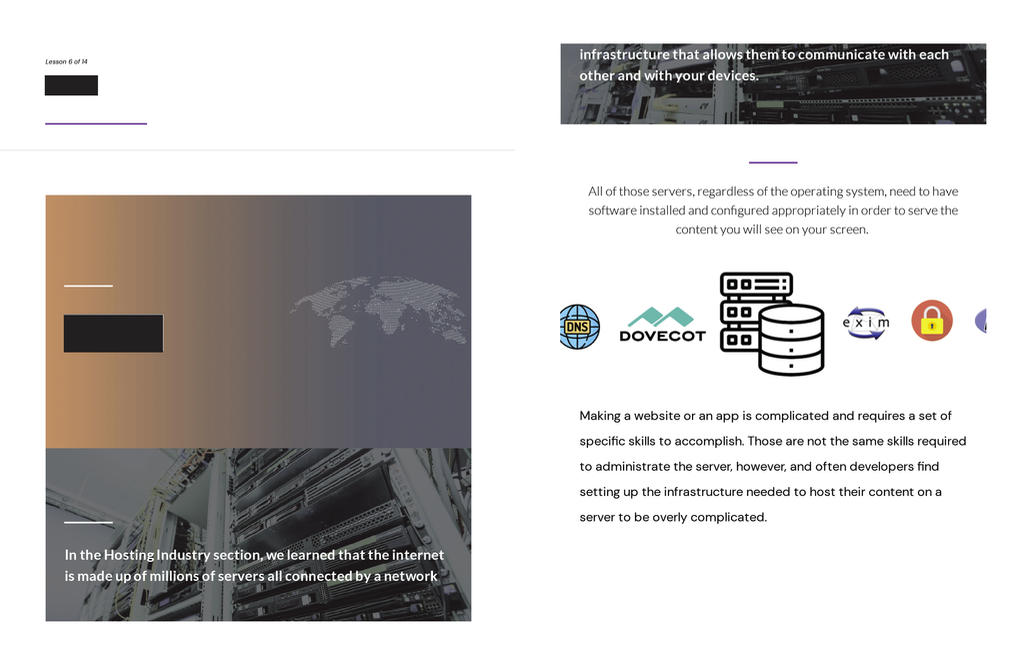 Lesson 6 of 14
In the Hosting Industry section, we learned that the internet
is made up of millions of servers all connected by a network
infrastructure that allows them to communicate with each
other and with your devices.
All of those servers, regardless of the operating system, need to have
software installed and configured appropriately in order to serve the
content you will see on your screen.
DNS
DOVECOT
exim
Making a website or an app is complicated and requires a set of
specific skills to accomplish. Those are not the same skills required
to administrate the server, however, and often developers find
setting up the infrastructure needed to host their content on a
server to be overly complicated.